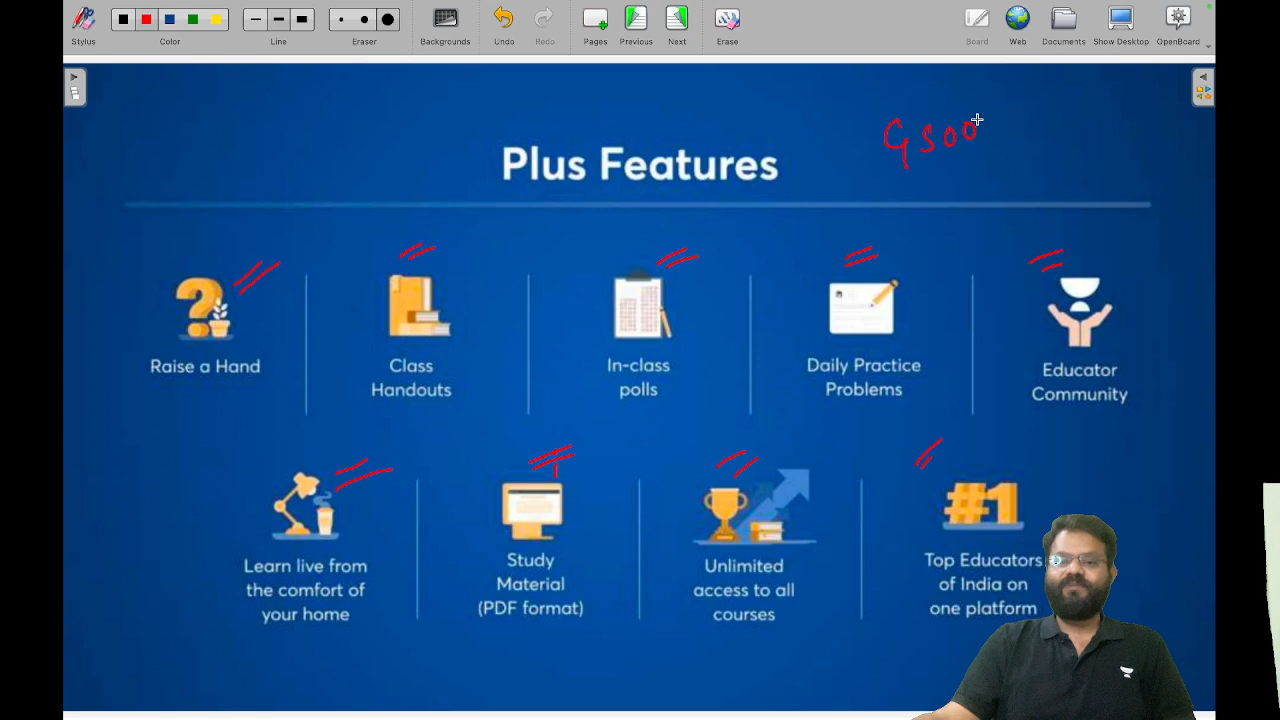 Stylus
Color
Line
Eraser
Backgrounds
Undo
Redo
Pages
Previous
Next
Erase
Board
Web
Documents
Show Desktop
OpenBoard
Plus Features
Raise a Hand
Class
Handouts
In-class
polls
Daily Practice
Problems
Educator
Community
Learn live from
the comfort of
your home
Study
Material
(PDF format)
Unlimited
access to all
courses
#1
Top Educators
of India on
one platform